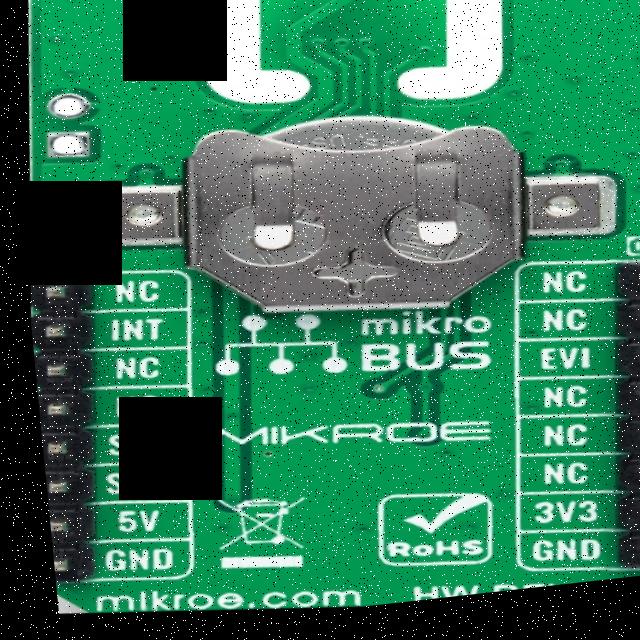 NC
INT
NC
5V
GND
mikro
BUS
MIKROE
RoHS
NC
NC
EVI
NC
NC
NC
3V3
GND
mikroe.com
HW